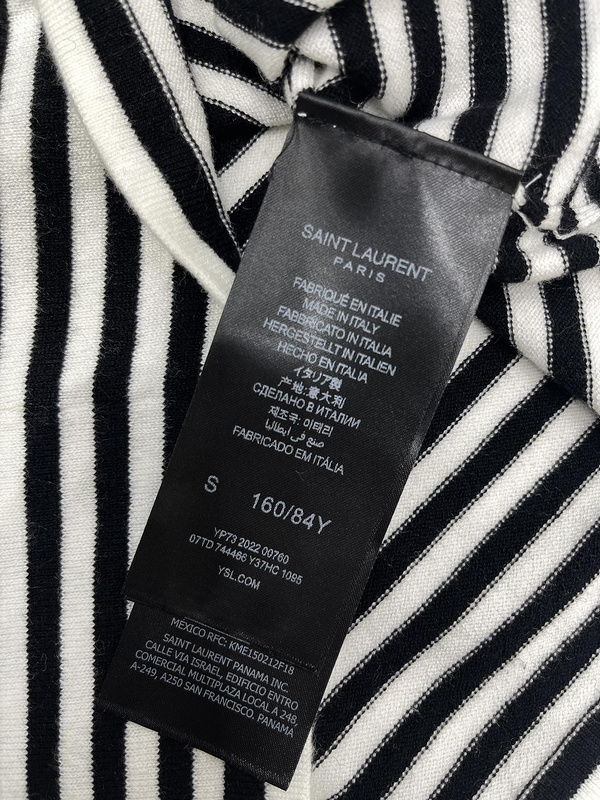 SAINT LAURENT
PARIS
FABRIQUÉ EN ITALIE
MADE IN ITALY
FABBRICATO IN ITALIA
HERGESTELLT IN ITALIEN
HECHO EN ITALIA
イタリア製
产地:意大利
СДЕЛАНО В ИТАЛИИ
제조국: 이태리
صنع في ايطاليا
FABRICADO EM ITÁLIA
S 160/84Y
YP73 2022 00760
07TD 744466 Y37HC 1095
YSL.COM
MÉXICO RFC: KME150212F18
SAINT LAURENT PANAMA INC.
CALLE VIA ISRAEL, EDIFICIO ENTRO
COMERCIAL MULTIPLAZA LOCAL A 248,
A-249, A250 SAN FRANCISCO, PANAMA